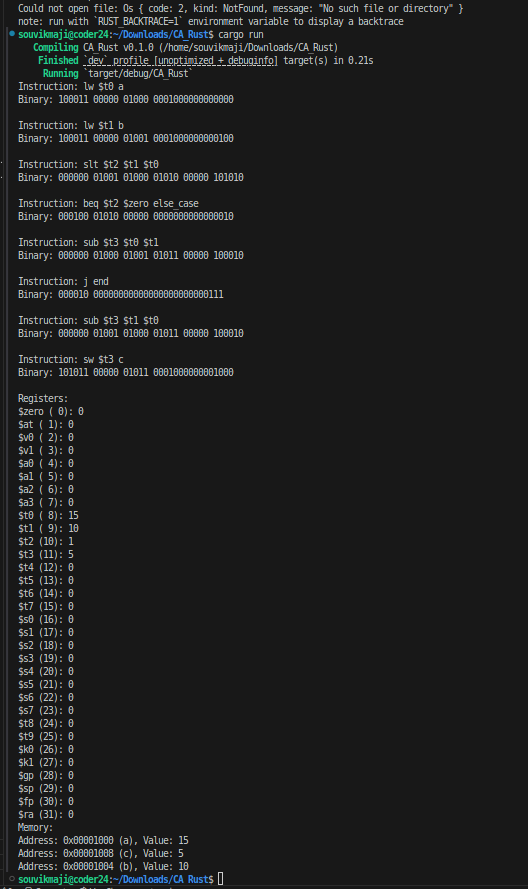 Could not open file: Os { code: 2, kind: NotFound, message: "No such file or directory" }
note: run with `RUST_BACKTRACE=1` environment variable to display a backtrace
souvikmaji@coder24:~/Downloads/CA_Rust$ cargo run
Compiling CA_Rust v0.1.0 (/home/souvikmaji/Downloads/CA_Rust)
Finished `dev` profile [unoptimized + debuginfo] target(s) in 0.21s
Running `target/debug/CA_Rust`
Instruction: lw $t0 a
Binary: 100011 00000 01000 0001000000000000
Instruction: lw $t1 b
Binary: 100011 00000 01001 0001000000000100
Instruction: slt $t2 $t1 $t0
Binary: 000000 01001 01000 01010 00000 101010
Instruction: beq $t2 $zero else_case
Binary: 000100 01010 00000 0000000000000010
Instruction: sub $t3 $t0 $t1
Binary: 000000 01000 01001 01011 00000 100010
Instruction: j end
Binary: 000010 00000000000000000000000111
Instruction: sub $t3 $t1 $t0
Binary: 000000 01001 01000 01011 00000 100010
Instruction: sw $t3 c
Binary: 101011 00000 01011 0001000000001000
Registers:
$zero ( 0): 0
$at ( 1): 0
$v0 ( 2): 0
$v1 ( 3): 0
$a0 ( 4): 0
$a1 ( 5): 0
$a2 ( 6): 0
$a3 ( 7): 0
$t0 ( 8): 15
$t1 ( 9): 10
$t2 (10): 1
$t3 (11): 5
$t4 (12): 0
$t5 (13): 0
$t6 (14): 0
$t7 (15): 0
$s0 (16): 0
$s1 (17): 0
$s2 (18): 0
$s3 (19): 0
$s4 (20): 0
$s5 (21): 0
$s6 (22): 0
$s7 (23): 0
$t8 (24): 0
$t9 (25): 0
$k0 (26): 0
$k1 (27): 0
$gp (28): 0
$sp (29): 0
$fp (30): 0
$ra (31): 0
Memory:
Address: 0x00001000 (a), Value: 15
Address: 0x00001008 (c), Value: 5
Address: 0x00001004 (b), Value: 10
souvikmaji@coder24:~/Downloads/CA_Rust$